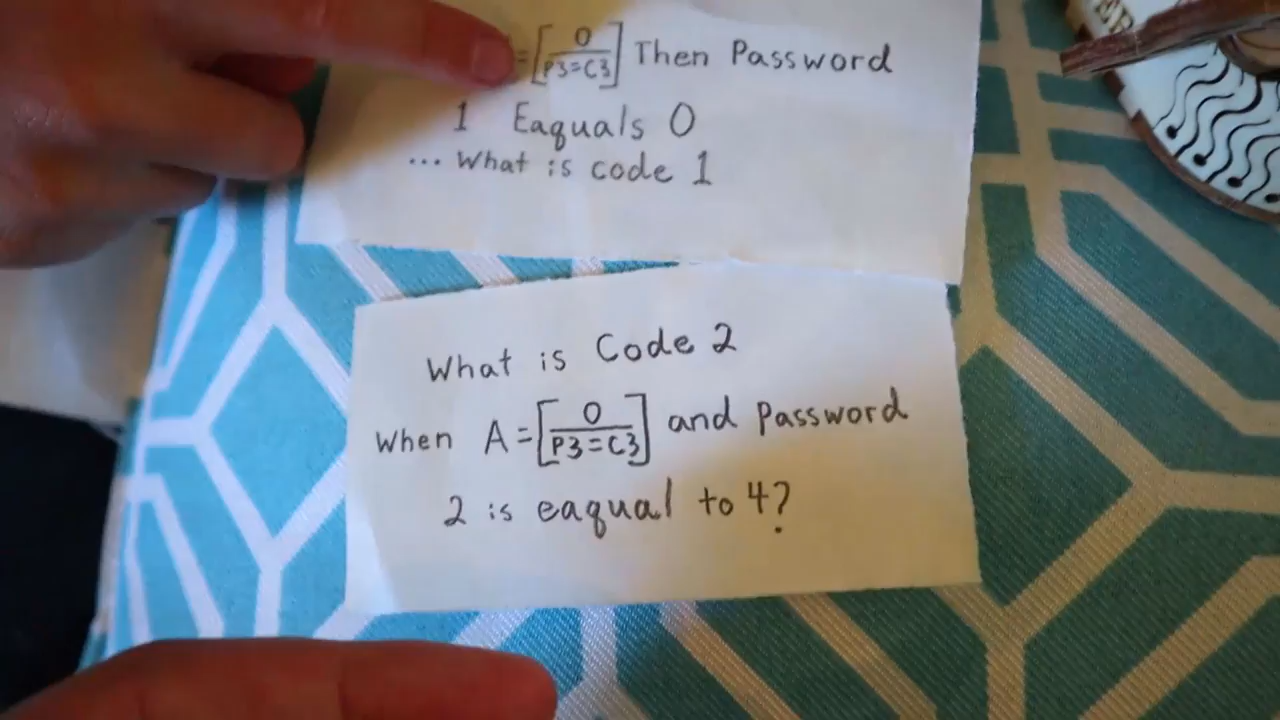 =[0/P3=C3] Then Password
1 Eaquals 0
... What is code 1
What is Code 2
When A=[0/P3=C3] and Password
2 is eaqual to 4?
ER